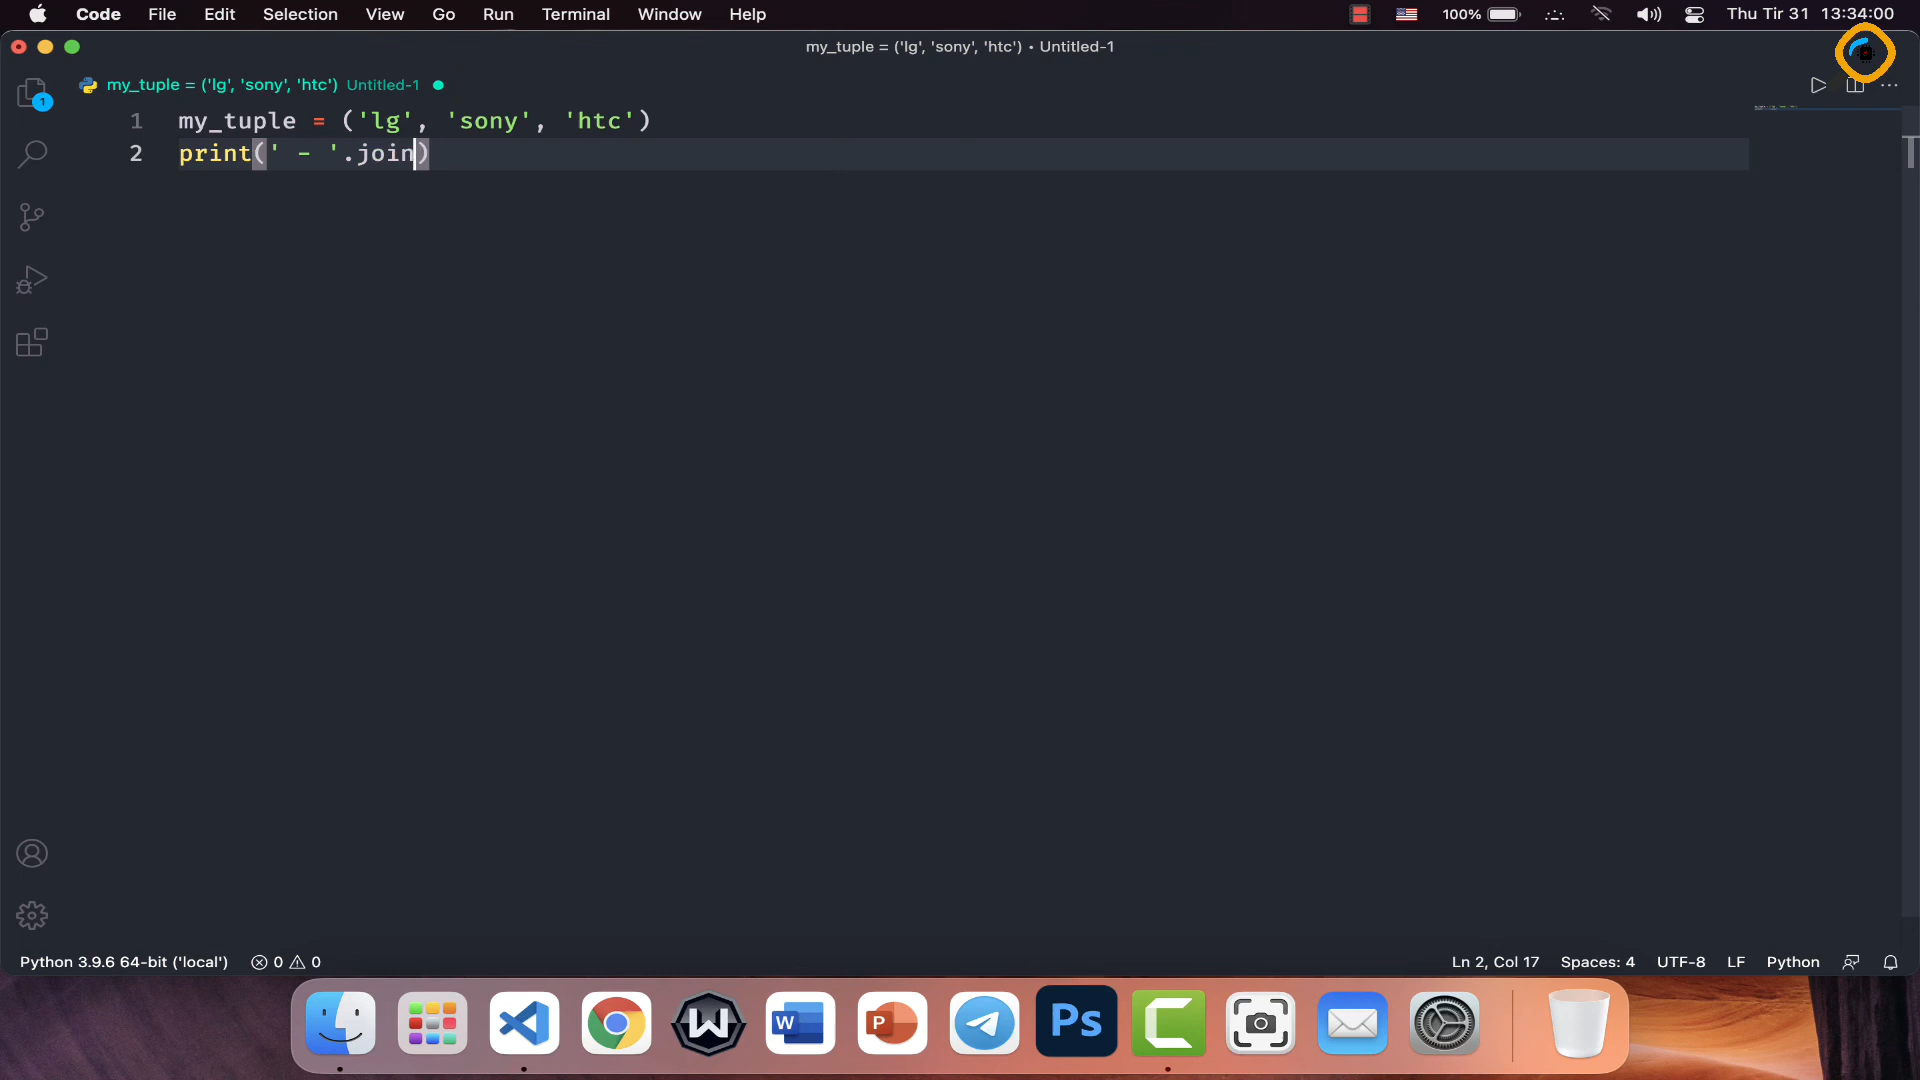 Code File Edit Selection View Go Run Terminal Window Help 100% Thu Tir 31 13:34:00
my_tuple = ('lg', 'sony', 'htc') • Untitled-1
my_tuple = ('lg', 'sony', 'htc') Untitled-1
1 my_tuple = ('lg', 'sony', 'htc')
2 print(' - '.join)
1
Python 3.9.6 64-bit ('local') 0 0 Ln 2, Col 17 Spaces: 4 UTF-8 LF Python
W W P Ps